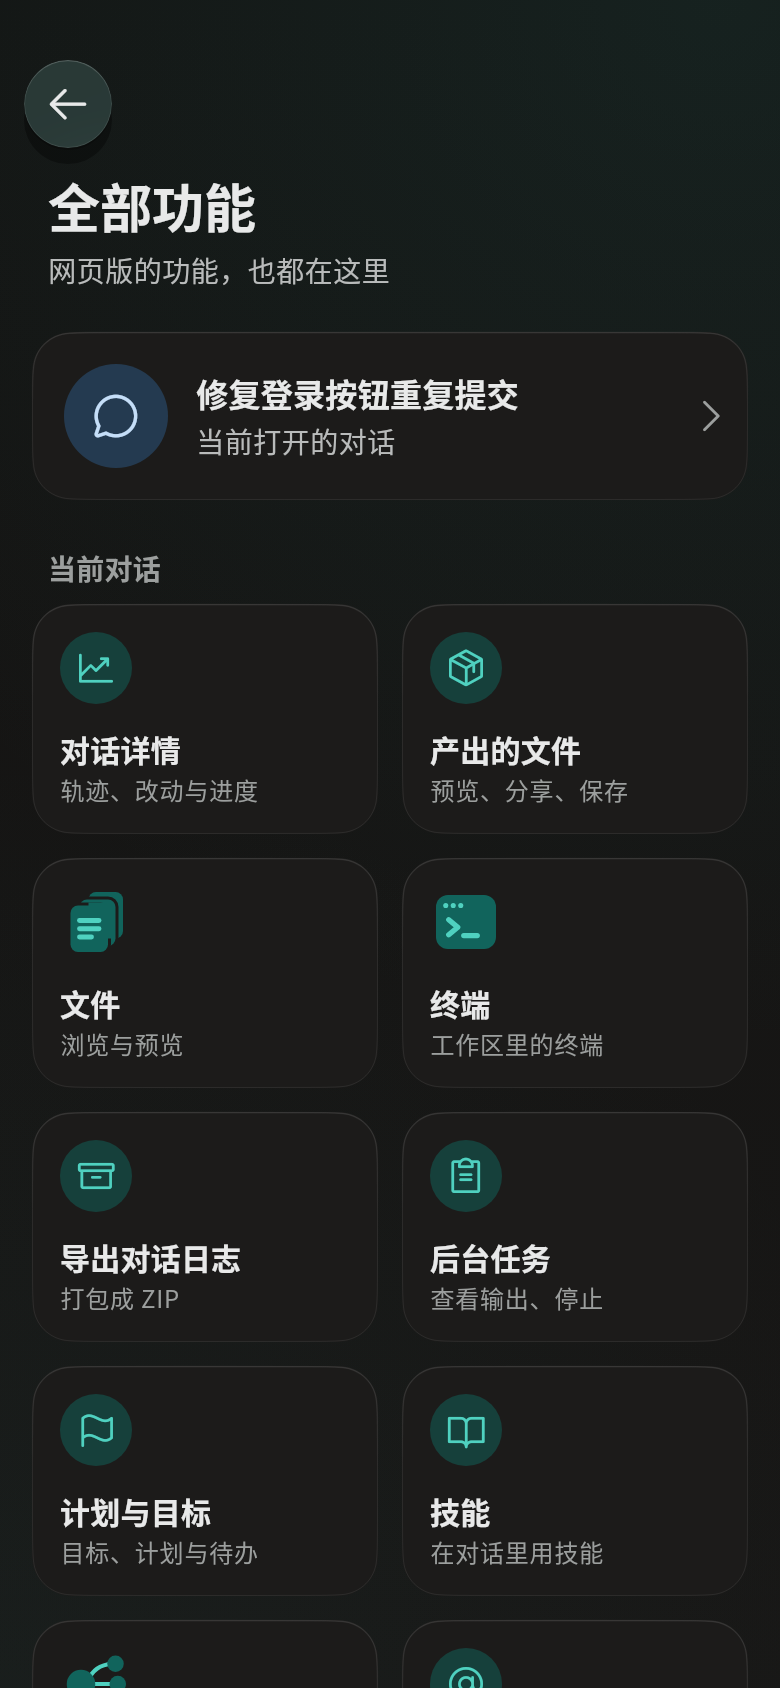 全部功能
网页版的功能，也都在这里
修复登录按钮重复提交
当前打开的对话
当前对话
对话详情
轨迹、改动与进度
产出的文件
预览、分享、保存
文件
浏览与预览
终端
工作区里的终端
导出对话日志
打包成 ZIP
后台任务
查看输出、停止
计划与目标
目标、计划与待办
技能
在对话里用技能